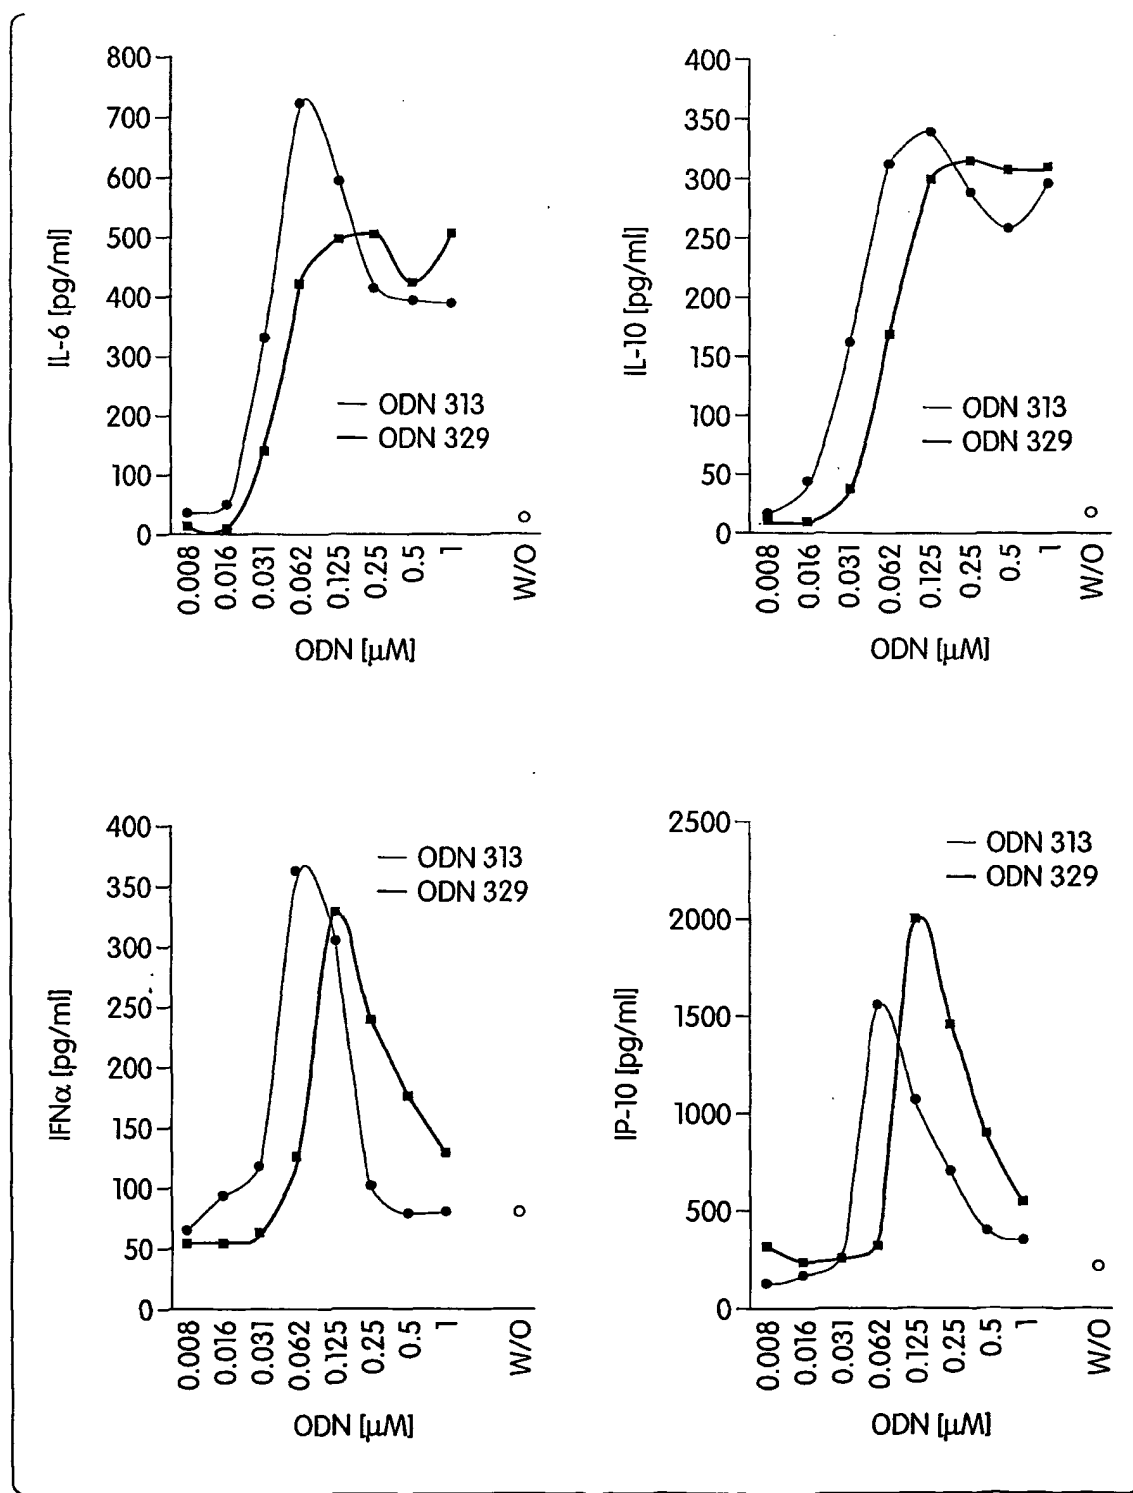 IL-6 [pg/ml]
800
700
600
500
400
300
200
100
0
ODN 313
ODN 329
0.008 0.016 0.031 0.062 0.125 0.25 0.5 1 W/O
ODN [μM]
IL-10 [pg/ml]
400
350
300
250
200
150
100
50
0
ODN 313
ODN 329
0.008 0.016 0.031 0.062 0.125 0.25 0.5 1 W/O
ODN [μM]
IFNα [pg/ml]
400
350
300
250
200
150
100
50
0
ODN 313
ODN 329
0.008 0.016 0.031 0.062 0.125 0.25 0.5 1 W/O
ODN [μM]
IP-10 [pg/ml]
2500
2000
1500
1000
500
0
ODN 313
ODN 329
0.008 0.016 0.031 0.062 0.125 0.25 0.5 1 W/O
ODN [μM]